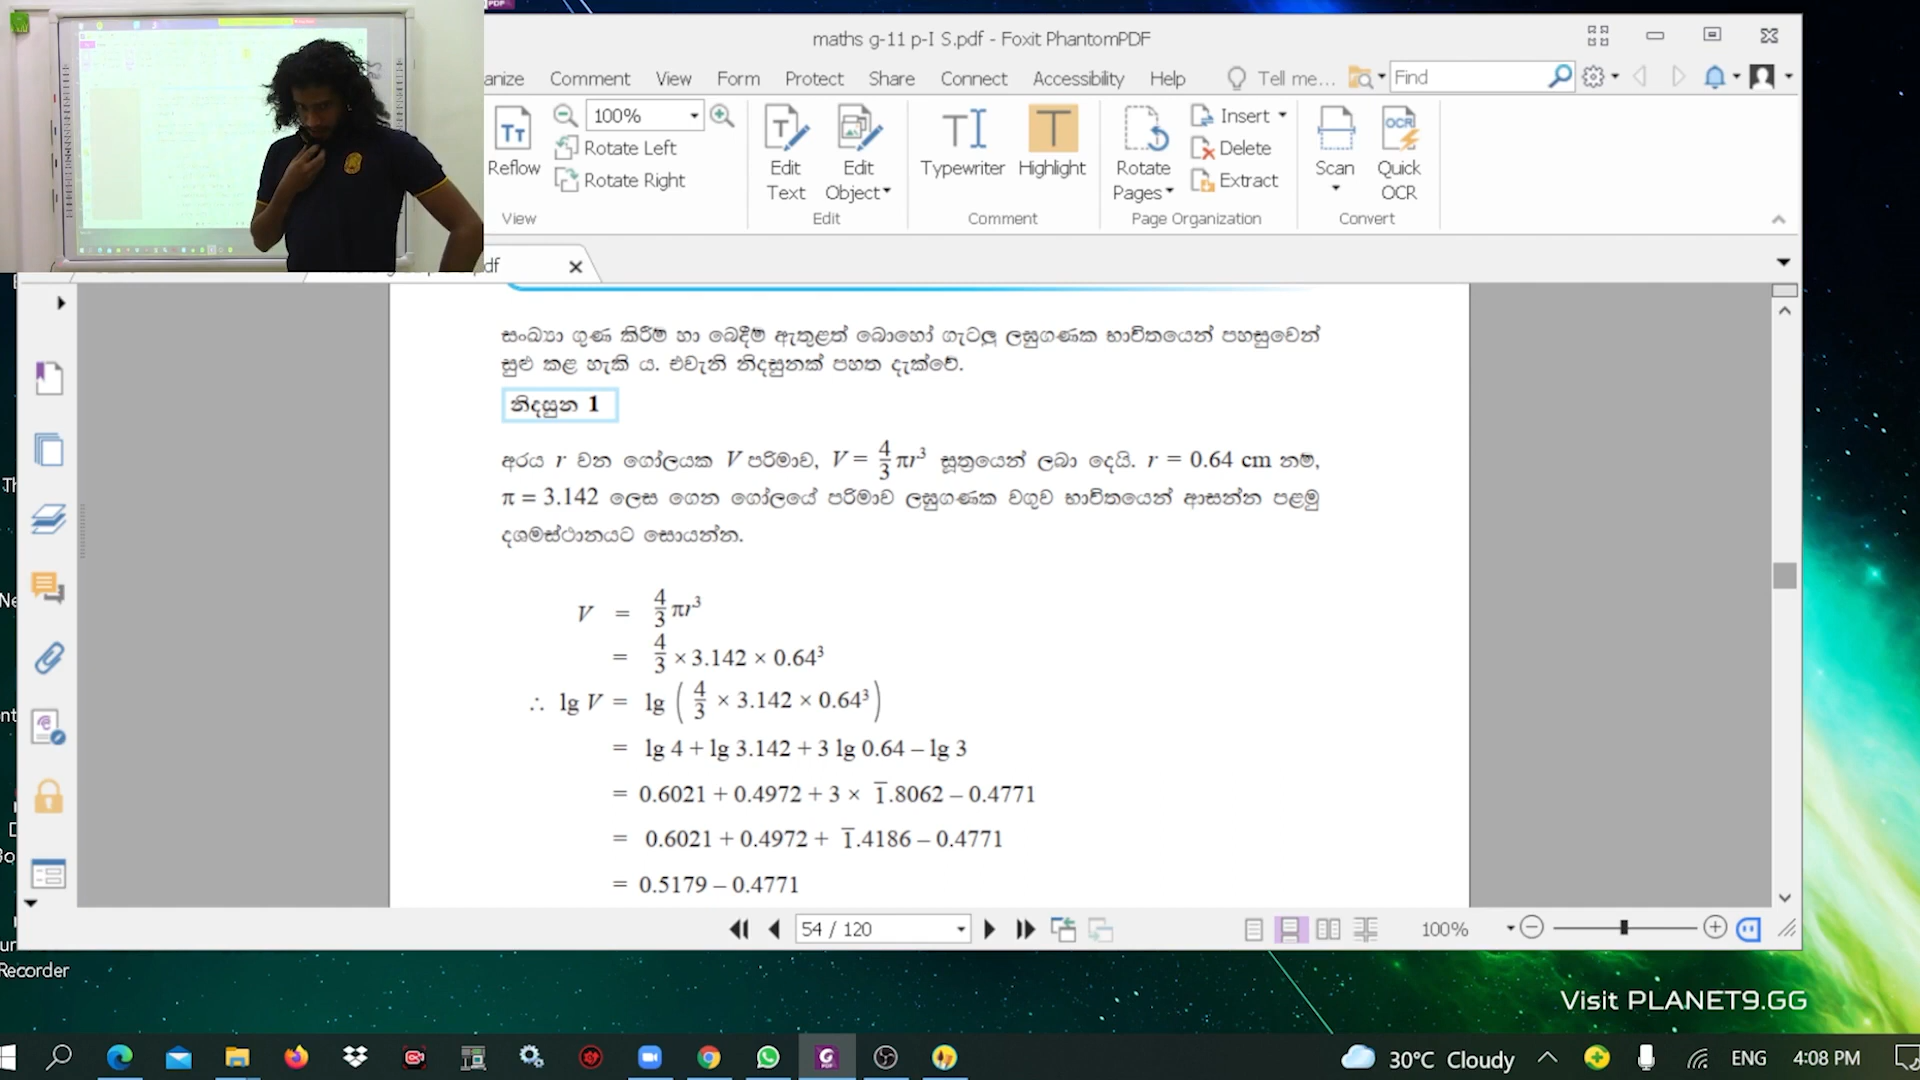 maths g-11 p-I S.pdf - Foxit PhantomPDF
anize Comment View Form Protect Share Connect Accessibility Help Tell me... Find
Reflow
100%
Rotate Left
Rotate Right
View
Edit Text
Edit Object
Edit
Typewriter
Highlight
Comment
Rotate Pages
Insert
Delete
Extract
Page Organization
Scan
Quick OCR
Convert
සංඛ්‍යා ගුණ කිරීම් හා බෙදීම් ඇතුළත් බොහෝ ගැටලු ලඝුගණක භාවිතයෙන් පහසුවෙන්
සුළු කළ හැකි ය. එවැනි නිදසුනක් පහත දැක්වේ.
නිදසුන 1
අරය r වන ගෝලයක V පරිමාව, V = 4/3 πr³ සූත්‍රයෙන් ලබා දෙයි. r = 0.64 cm නම්,
π = 3.142 ලෙස ගෙන ගෝලයේ පරිමාව ලඝුගණක වගුව භාවිතයෙන් ආසන්න පළමු
දශමස්ථානයට සොයන්න.
V = 4/3 πr³
= 4/3 × 3.142 × 0.64³
∴ lg V = lg ( 4/3 × 3.142 × 0.64³ )
= lg 4 + lg 3.142 + 3 lg 0.64 – lg 3
= 0.6021 + 0.4972 + 3 × 1̅.8062 – 0.4771
= 0.6021 + 0.4972 + 1̅.4186 – 0.4771
= 0.5179 – 0.4771
54 / 120
100%
Recorder
Visit PLANET9.GG
30°C Cloudy ENG 4:08 PM